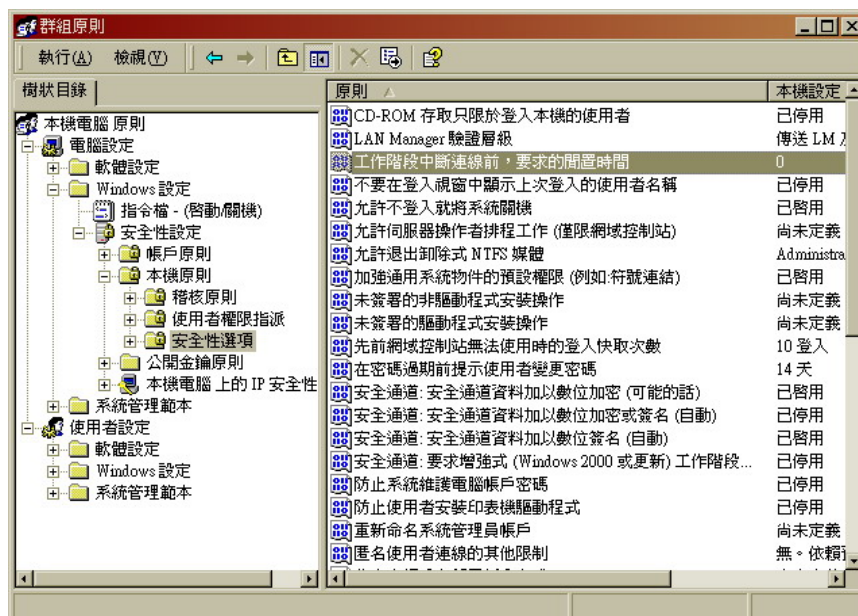 群組原則
執行(A) 檢視(V)
樹狀目錄
本機電腦 原則
電腦設定
軟體設定
Windows 設定
指令檔 - (啓動/關機)
安全性設定
帳戶原則
本機原則
稽核原則
使用者權限指派
安全性選項
公開金鑰原則
本機電腦 上的 IP 安全性
系統管理範本
使用者設定
軟體設定
Windows 設定
系統管理範本
原則 本機設定
CD-ROM 存取只限於登入本機的使用者 已停用
LAN Manager 驗證層級 傳送 LM 及
工作階段中斷連線前，要求的閒置時間 0
不要在登入視窗中顯示上次登入的使用者名稱 已停用
允許不登入就將系統關機 已啓用
允許伺服器操作者排程工作 (僅限網域控制站) 尚未定義
允許退出卸除式 NTFS 媒體 Administra
加強通用系統物件的預設權限 (例如:符號連結) 已啓用
未簽署的非驅動程式安裝操作 尚未定義
未簽署的驅動程式安裝操作 尚未定義
先前網域控制站無法使用時的登入快取次數 10 登入
在密碼過期前提示使用者變更密碼 14 天
安全通道: 安全通道資料加以數位加密 (可能的話) 已啓用
安全通道: 安全通道資料加以數位加密或簽名 (自動) 已停用
安全通道: 安全通道資料加以數位簽名 (自動) 已啓用
安全通道: 要求增強式 (Windows 2000 或更新) 工作階段... 已停用
防止系統維護電腦帳戶密碼 已停用
防止使用者安裝印表機驅動程式 已停用
重新命名系統管理員帳戶 尚未定義
匿名使用者連線的其他限制 無。依賴